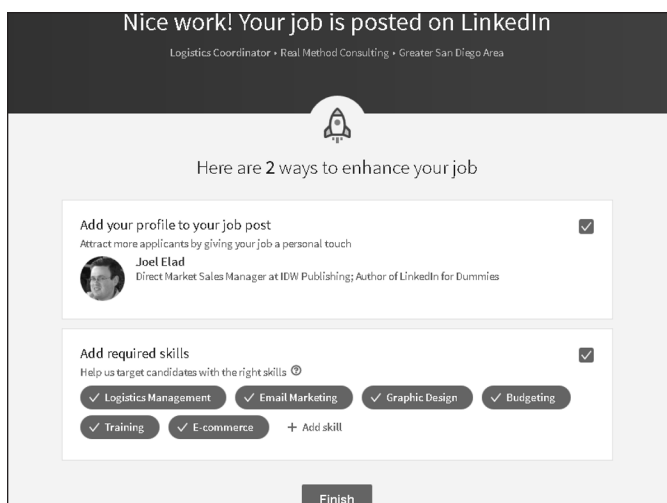 Nice work! Your job is posted on LinkedIn
Logistics Coordinator • Real Method Consulting • Greater San Diego Area
Here are 2 ways to enhance your job
Add your profile to your job post
Attract more applicants by giving your job a personal touch
Joel Elad
Direct Market Sales Manager at IDW Publishing; Author of LinkedIn for Dummies
Add required skills
Help us target candidates with the right skills ?
Logistics Management Email Marketing Graphic Design Budgeting
Training E-commerce + Add skill
Finish